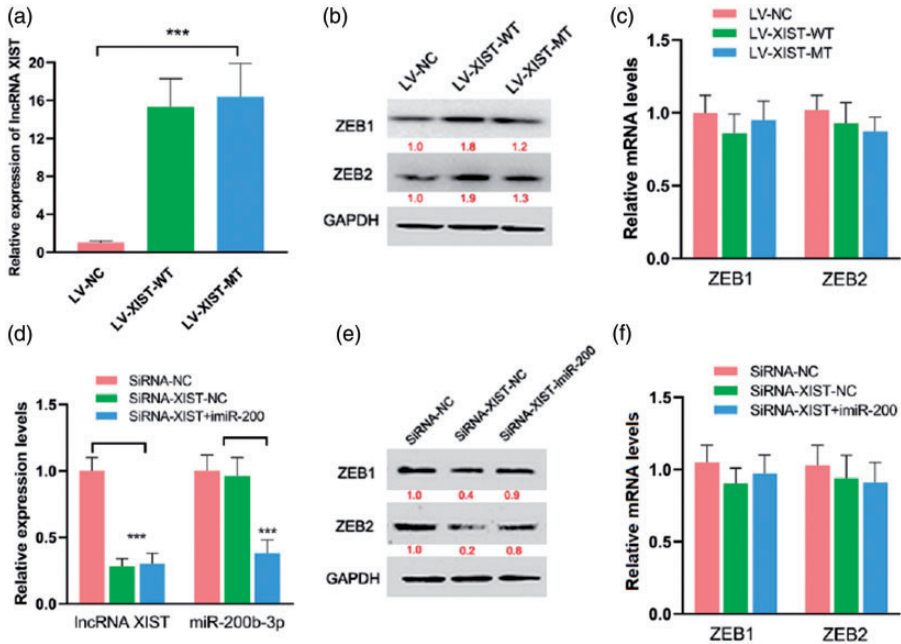 (a)
Relative expression of lncRNA XIST
***
20
16
12
8
4
0
LV-NC
LV-XIST-WT
LV-XIST-MT
(b)
LV-NC
LV-XIST-WT
LV-XIST-MT
ZEB1
1.0 1.8 1.2
ZEB2
1.0 1.9 1.3
GAPDH
(c)
LV-NC
LV-XIST-WT
LV-XIST-MT
Relative mRNA levels
1.5
1.0
0.5
0.0
ZEB1 ZEB2
(d)
SiRNA-NC
SiRNA-XIST-NC
SiRNA-XIST+imiR-200
Relative expression levels
1.5
1.0
0.5
0.0
*** ***
lncRNA XIST miR-200b-3p
(e)
SiRNA-NC
SiRNA-XIST-NC
SiRNA-XIST-imiR-200
ZEB1
1.0 0.4 0.9
ZEB2
1.0 0.2 0.8
GAPDH
(f)
SiRNA-NC
SiRNA-XIST-NC
SiRNA-XIST+imiR-200
Relative mRNA levels
1.5
1.0
0.5
0.0
ZEB1 ZEB2